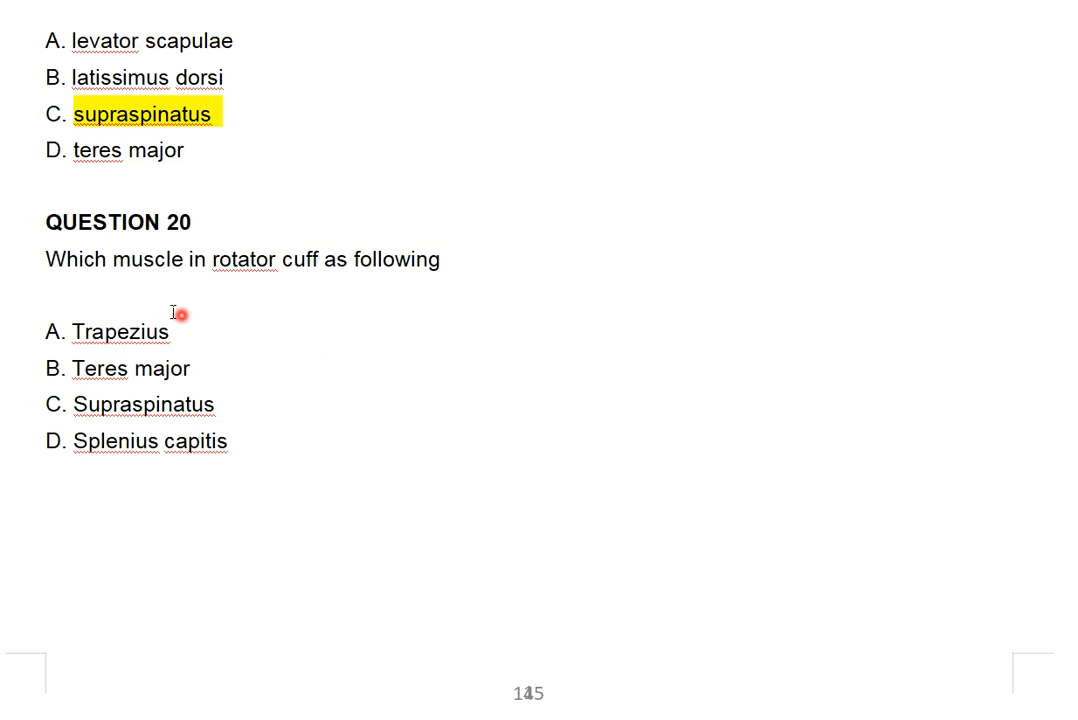 A. levator scapulae
B. latissimus dorsi
C. supraspinatus
D. teres major
QUESTION 20
Which muscle in rotator cuff as following
A. Trapezius
B. Teres major
C. Supraspinatus
D. Splenius capitis